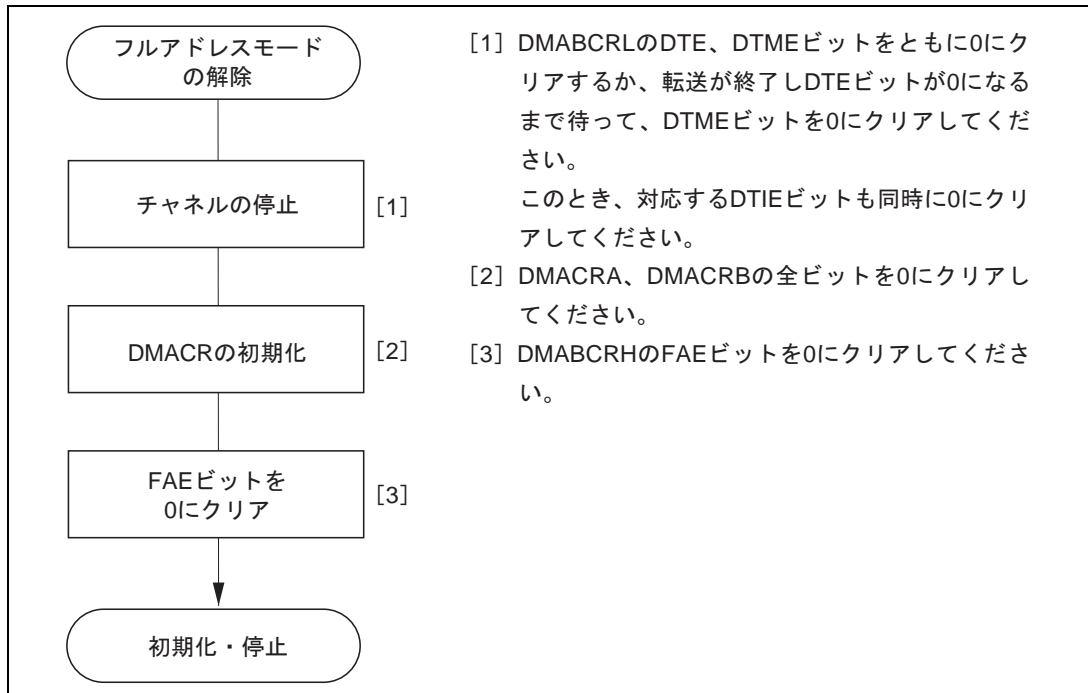 フルアドレスモード
の解除
チャネルの停止
[1]
DMACRの初期化
[2]
FAEビットを
0にクリア
[3]
初期化・停止
[1] DMABCRLのDTE、DTMEビットをともに0にク
リアするか、転送が終了しDTEビットが0になる
まで待って、DTMEビットを0にクリアしてくだ
さい。
このとき、対応するDTIEビットも同時に0にクリ
アしてください。
[2] DMACRA、DMACRBの全ビットを0にクリアし
てください。
[3] DMABCRHのFAEビットを0にクリアしてくださ
い。